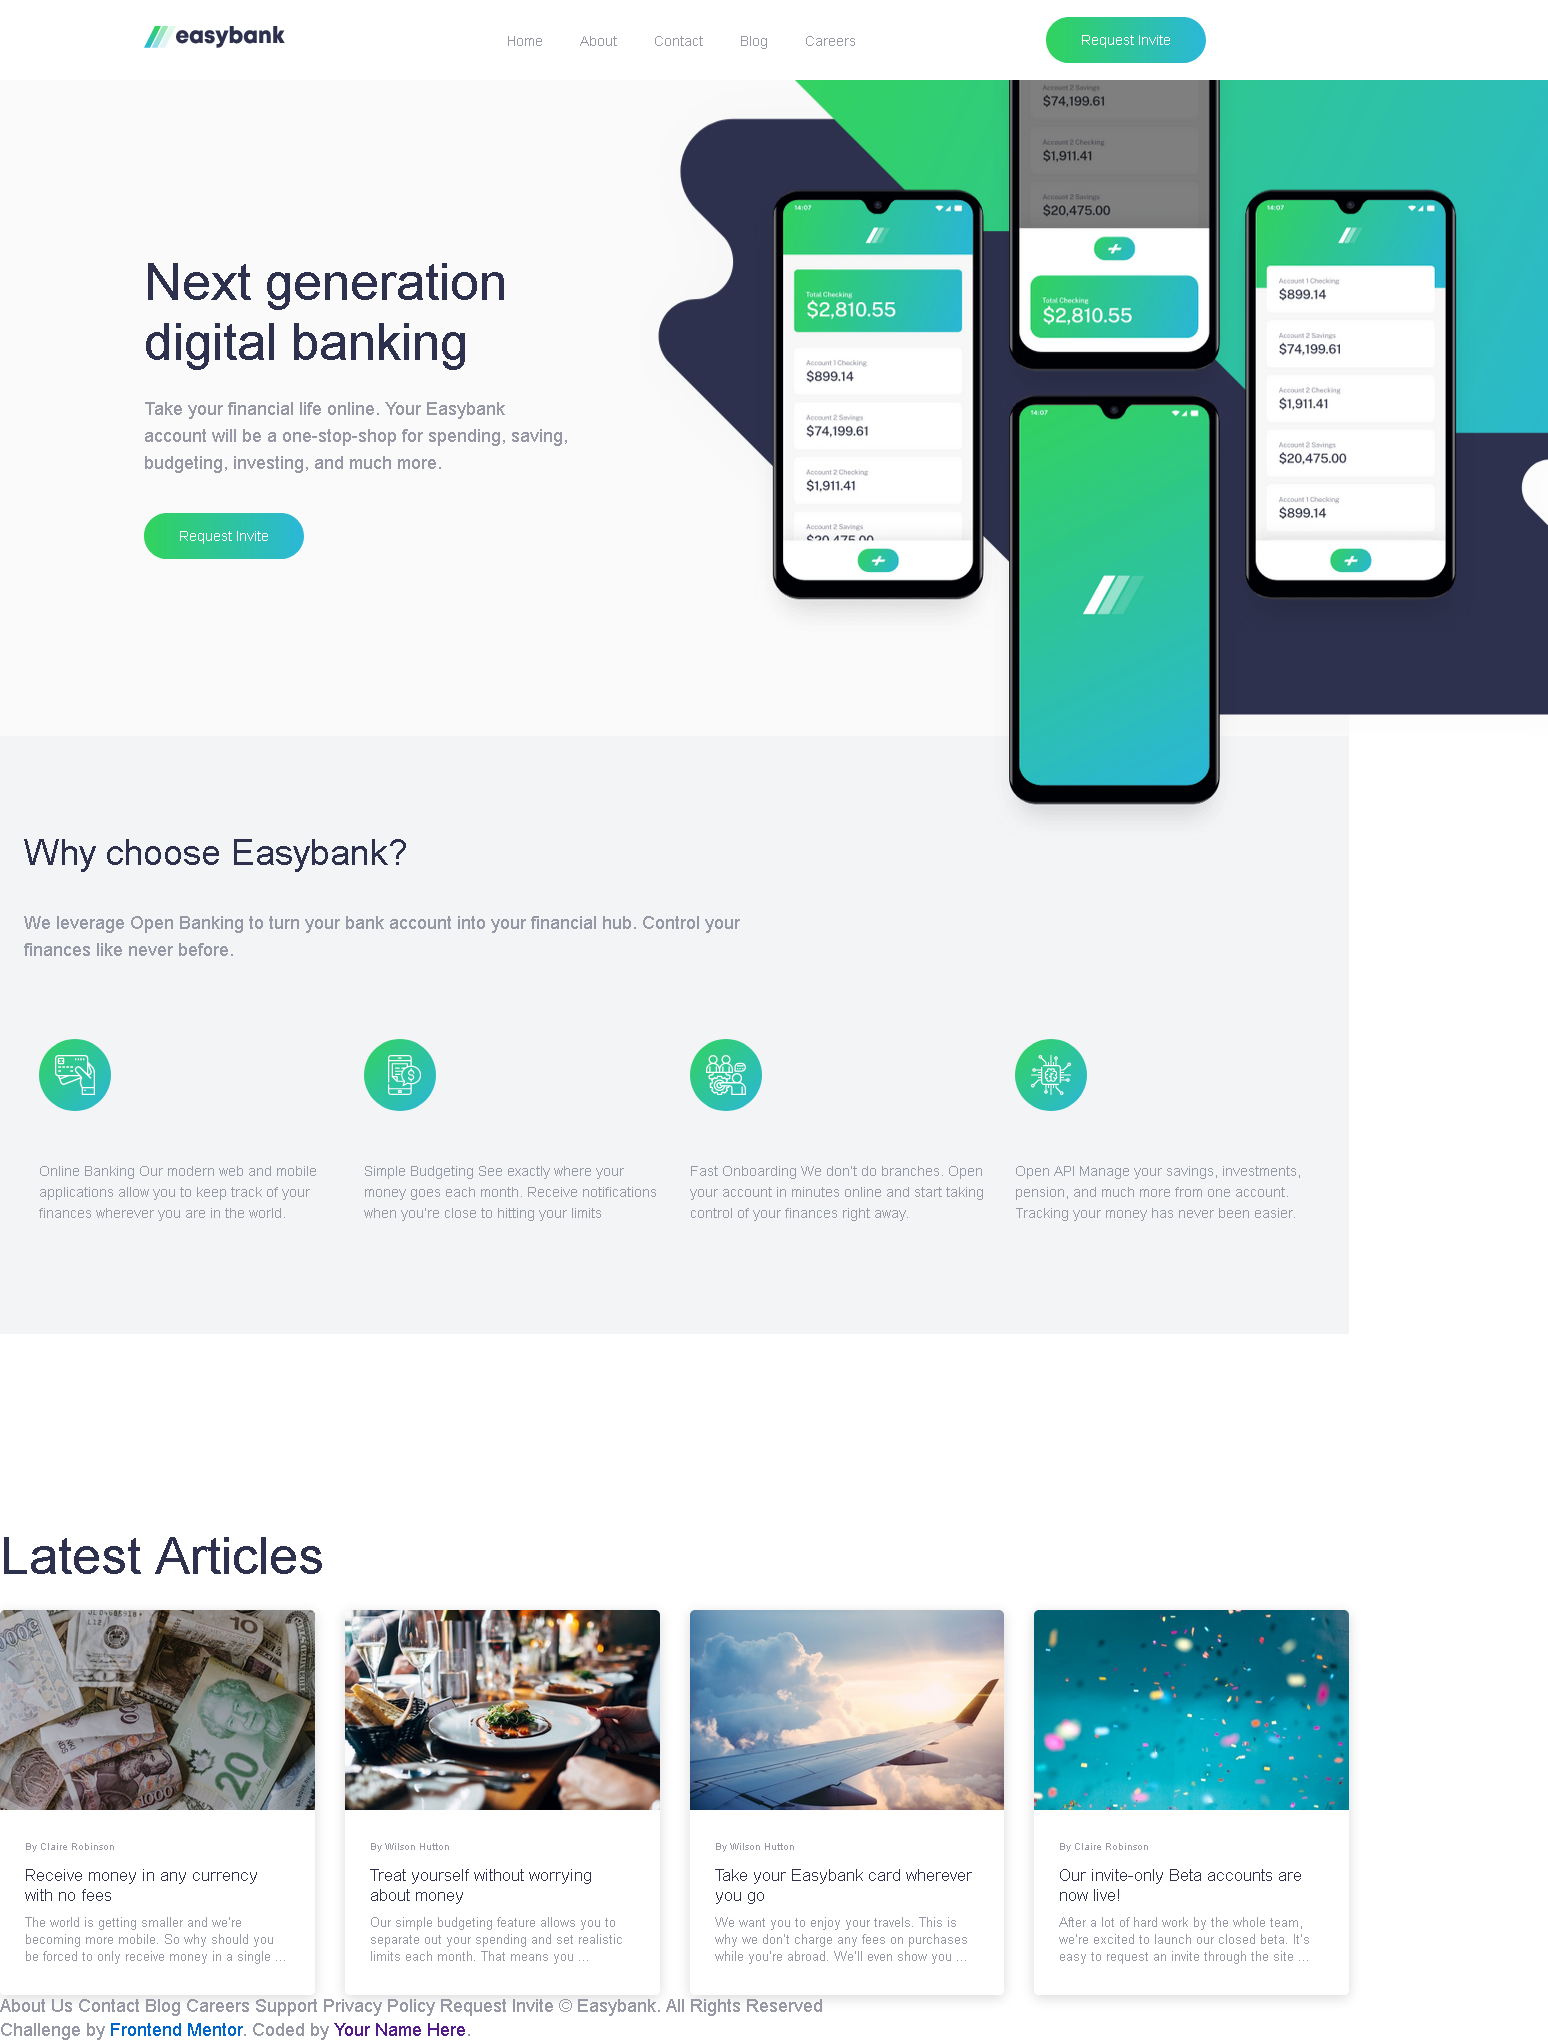 easybank
Home About Contact Blog Careers
Request Invite
Next generation
digital banking
Take your financial life online. Your Easybank
account will be a one-stop-shop for spending, saving,
budgeting, investing, and much more.
Request Invite
14:07
Total Checking
$2,810.55
Account 1 Checking
$899.14
Account 2 Savings
$74,199.61
Account 2 Checking
$1,911.41
Account 2 Savings
$20,475.00
Account 2 Savings
$74,199.61
Account 2 Checking
$1,911.41
Account 2 Savings
$20,475.00
Total Checking
$2,810.55
14:07
14:07
Account 1 Checking
$899.14
Account 2 Savings
$74,199.61
Account 2 Checking
$1,911.41
Account 2 Savings
$20,475.00
Account 1 Checking
$899.14
Why choose Easybank?
We leverage Open Banking to turn your bank account into your financial hub. Control your
finances like never before.
Online Banking Our modern web and mobile
applications allow you to keep track of your
finances wherever you are in the world.
Simple Budgeting See exactly where your
money goes each month. Receive notifications
when you're close to hitting your limits
Fast Onboarding We don't do branches. Open
your account in minutes online and start taking
control of your finances right away.
Open API Manage your savings, investments,
pension, and much more from one account.
Tracking your money has never been easier.
Latest Articles
By Claire Robinson
Receive money in any currency
with no fees
The world is getting smaller and we're
becoming more mobile. So why should you
be forced to only receive money in a single ...
By Wilson Hutton
Treat yourself without worrying
about money
Our simple budgeting feature allows you to
separate out your spending and set realistic
limits each month. That means you ...
By Wilson Hutton
Take your Easybank card wherever
you go
We want you to enjoy your travels. This is
why we don't charge any fees on purchases
while you're abroad. We'll even show you ...
By Claire Robinson
Our invite-only Beta accounts are
now live!
After a lot of hard work by the whole team,
we're excited to launch our closed beta. It's
easy to request an invite through the site ...
About Us Contact Blog Careers Support Privacy Policy Request Invite © Easybank. All Rights Reserved
Challenge by Frontend Mentor. Coded by Your Name Here.